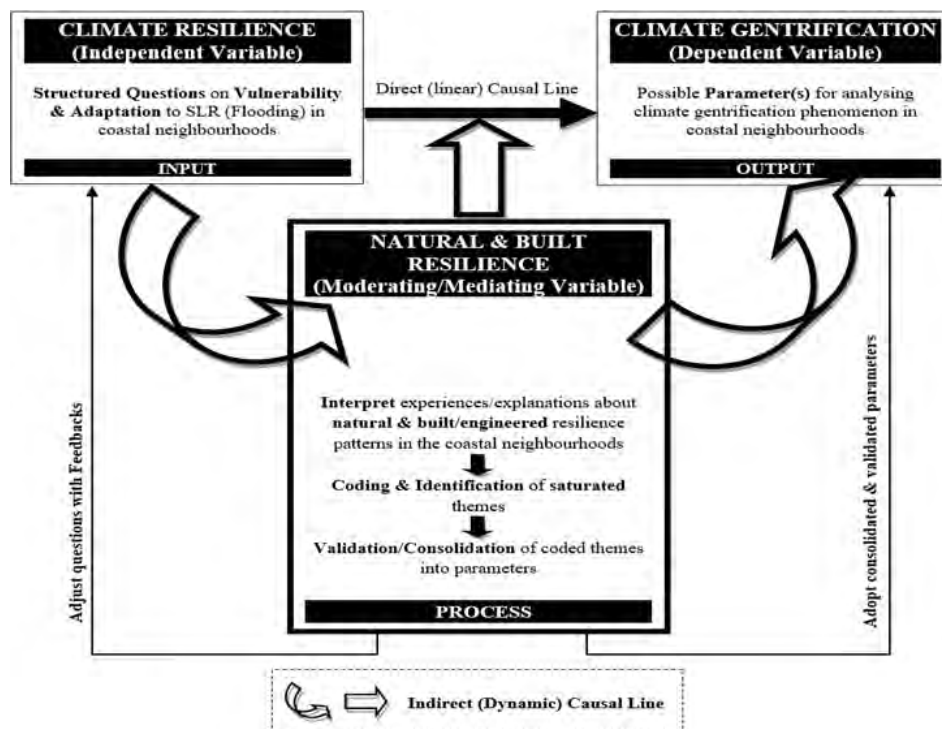 CLIMATE RESILIENCE
(Independent Variable)
Structured Questions on Vulnerability
& Adaptation to SLR (Flooding) in
coastal neighbourhoods
INPUT
Direct (linear) Causal Line
CLIMATE GENTRIFICATION
(Dependent Variable)
Possible Parameter(s) for analysing
climate gentrification phenomenon in
coastal neighbourhoods
OUTPUT
NATURAL & BUILT
RESILIENCE
(Moderating/Mediating Variable)
Interpret experiences/explanations about
natural & built/engineered resilience
patterns in the coastal neighbourhoods
Coding & Identification of saturated
themes
Validation/Consolidation of coded themes
into parameters
PROCESS
Adjust questions with Feedbacks
Adopt consolidated & validated parameters
Indirect (Dynamic) Causal Line